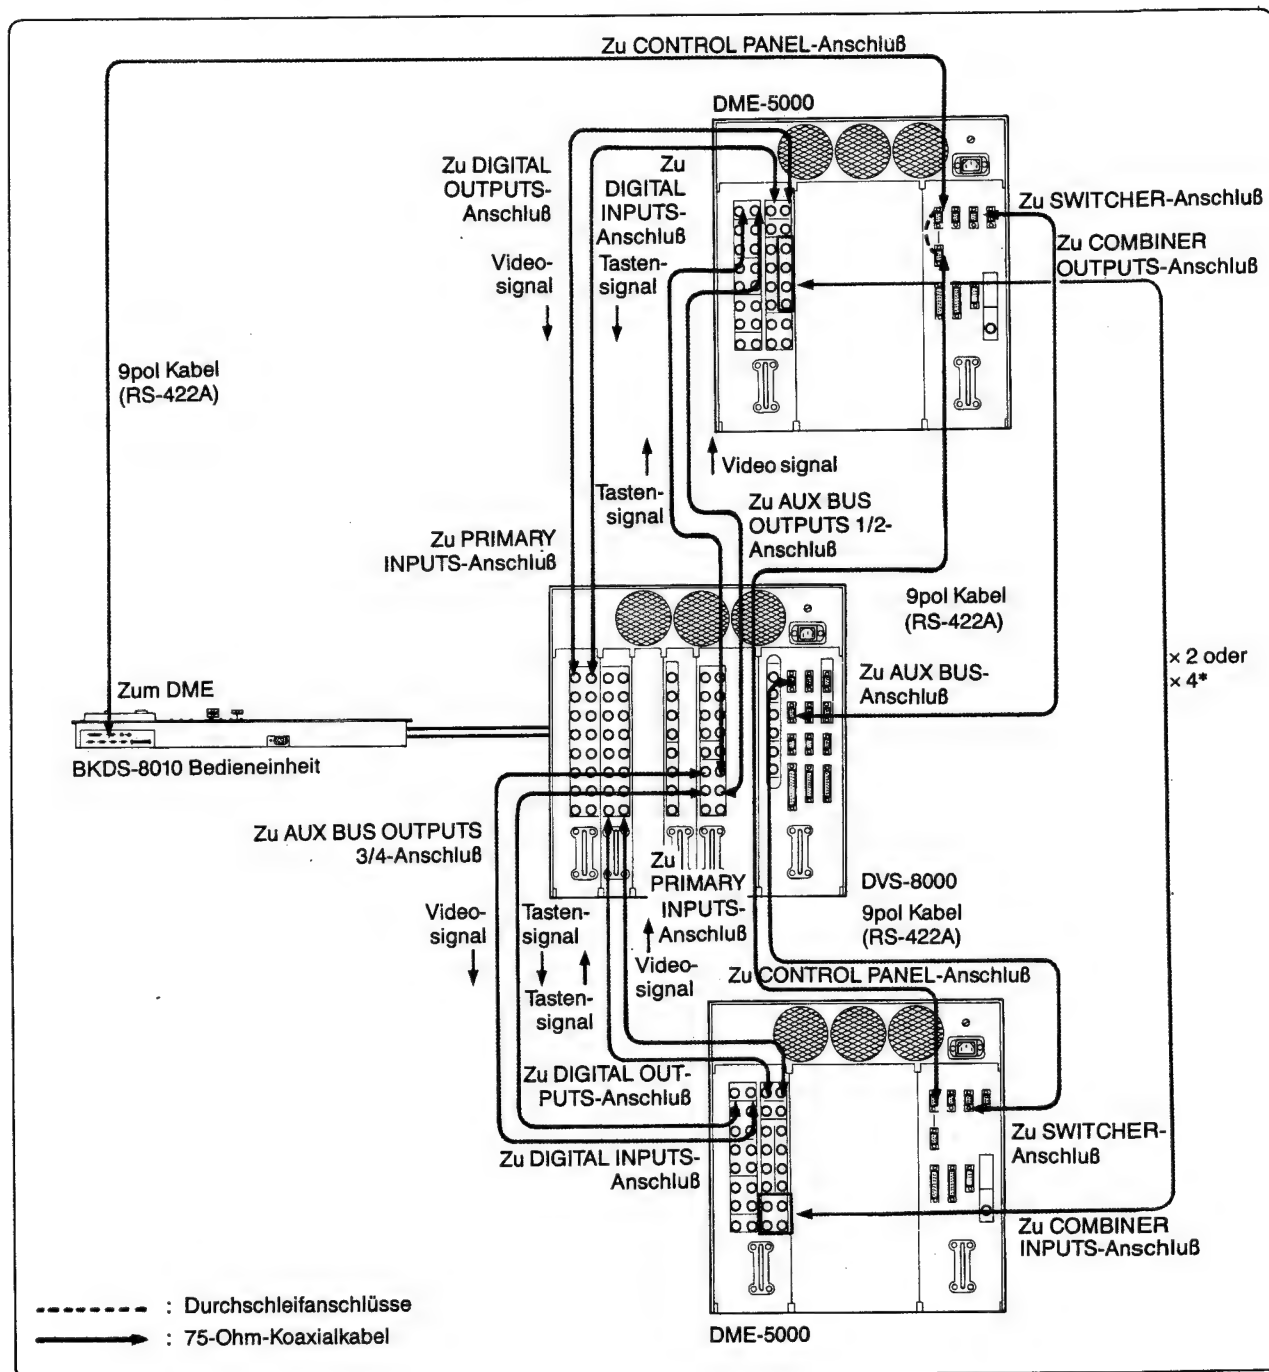 Zu CONTROL PANEL-Anschluß
DME-5000
Zu DIGITAL
OUTPUTS-
Anschluß
Zu
DIGITAL
INPUTS-
Anschluß
Video-
signal
Tasten-
signal
Zu SWITCHER-Anschluß
Zu COMBINER
OUTPUTS-Anschluß
9pol Kabel
(RS-422A)
Video signal
Tasten-
signal
Zu AUX BUS
OUTPUTS 1/2-
Anschluß
Zu PRIMARY
INPUTS-Anschluß
9pol Kabel
(RS-422A)
× 2 oder
× 4*
Zu AUX BUS-
Anschluß
Zum DME
BKDS-8010 Bedieneinheit
Zu AUX BUS OUTPUTS
3/4-Anschluß
Zu
PRIMARY
INPUTS-
Anschluß
DVS-8000
9pol Kabel
(RS-422A)
Video-
signal
Tasten-
signal
Tasten-
signal
Video-
signal
Zu CONTROL PANEL-Anschluß
Zu DIGITAL OUT-
PUTS-Anschluß
Zu DIGITAL INPUTS-
Anschluß
Zu SWITCHER-
Anschluß
Zu COMBINER
INPUTS-Anschluß
: Durchschleifanschlüsse
: 75-Ohm-Koaxialkabel
DME-5000